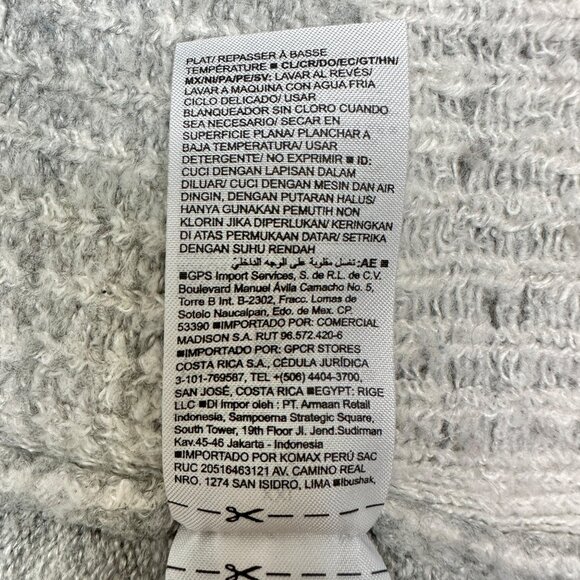 PLAT/ REPASSER À BASSE
TEMPÉRATURE ■ CL/CR/DO/EC/GT/HN/
MX/NI/PA/PE/SV: LAVAR AL REVÉS/
LAVAR A MAQUINA CON AGUA FRIA
CICLO DELICADO/ USAR
BLANQUEADOR SIN CLORO CUANDO
SEA NECESARIO/ SECAR EN
SUPERFICIE PLANA/ PLANCHAR A
BAJA TEMPERATURA/ USAR
DETERGENTE/ NO EXPRIMIR ■ ID:
CUCI DENGAN LAPISAN DALAM
DILUAR/ CUCI DENGAN MESIN DAN AIR
DINGIN, DENGAN PUTARAN HALUS/
HANYA GUNAKAN PEMUTIH NON
KLORIN JIKA DIPERLUKAN/ KERINGKAN
DI ATAS PERMUKAAN DATAR/ SETRIKA
DENGAN SUHU RENDAH
■ AE: تغسل مقلوبة على الوجه الداخلي
■GPS Import Services, S. de R.L. de C.V.
Boulevard Manuel Ávila Camacho No. 5,
Torre B Int. B-2302, Fracc. Lomas de
Sotelo Naucalpan, Edo. de Mex. CP.
53390 ■IMPORTADO POR: COMERCIAL
MADISON S.A. RUT 96.572.420-6
■IMPORTADO POR: GPCR STORES
COSTA RICA S.A., CÉDULA JURÍDICA
3-101-769587, TEL +(506) 4404-3700,
SAN JOSÉ, COSTA RICA ■EGYPT: RIGE
LLC ■DI Impor oleh : PT. Armaan Retail
Indonesia, Sampoerna Strategic Square,
South Tower, 19th Floor Jl. Jend.Sudirman
Kav.45-46 Jakarta - Indonesia
■IMPORTADO POR KOMAX PERÚ SAC
RUC 20516463121 AV. CAMINO REAL
NRO. 1274 SAN ISIDRO, LIMA ■Ibushak,